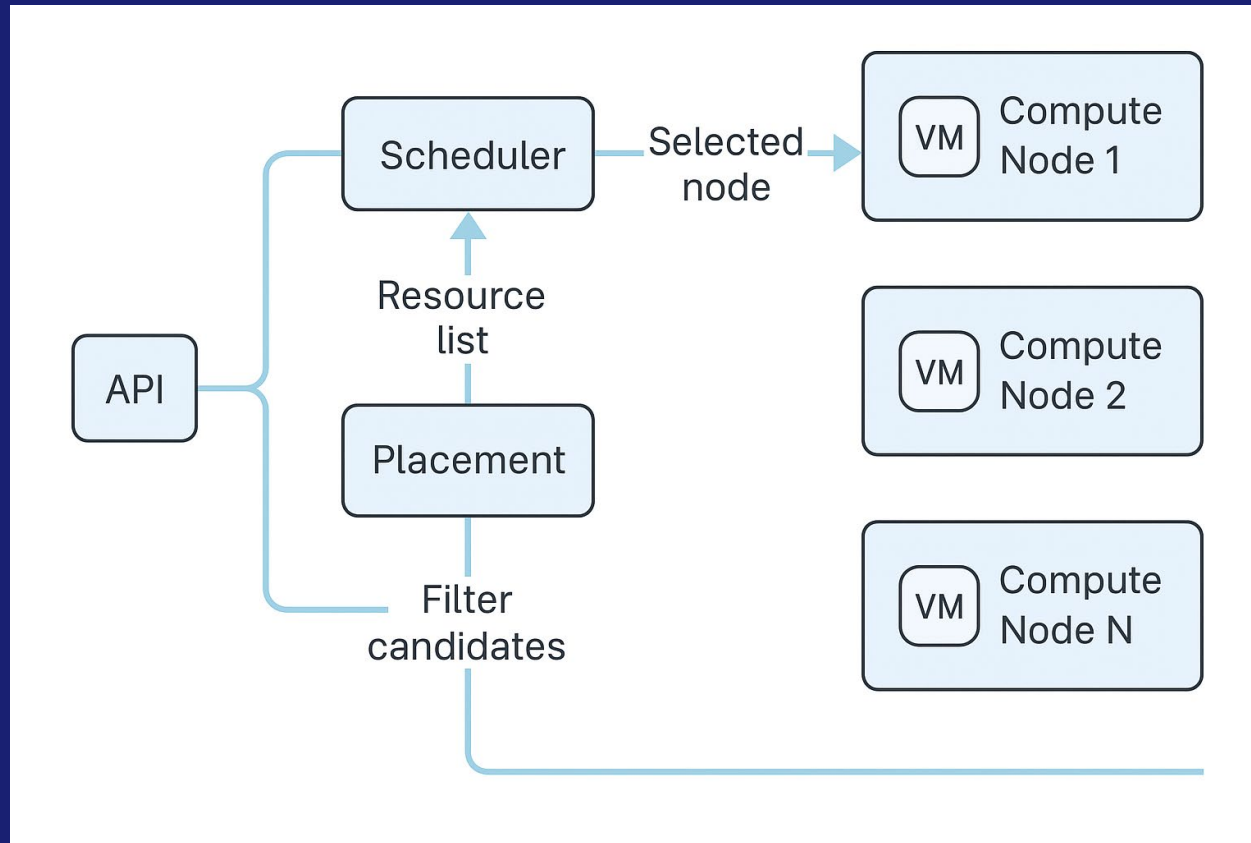 Scheduler
Selected
node
VM
Compute
Node 1
Resource
list
API
VM
Compute
Node 2
Placement
Filter
candidates
VM
Compute
Node N